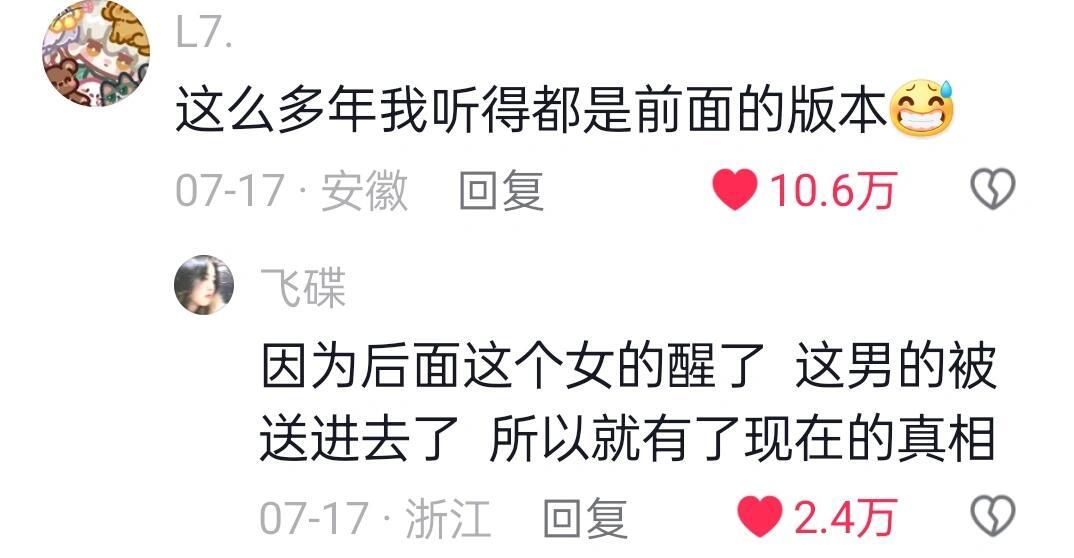 L7.
这么多年我听得都是前面的版本😅
07-17 · 安徽 回复 10.6万
飞碟
因为后面这个女的醒了 这男的被
送进去了 所以就有了现在的真相
07-17 · 浙江 回复 2.4万